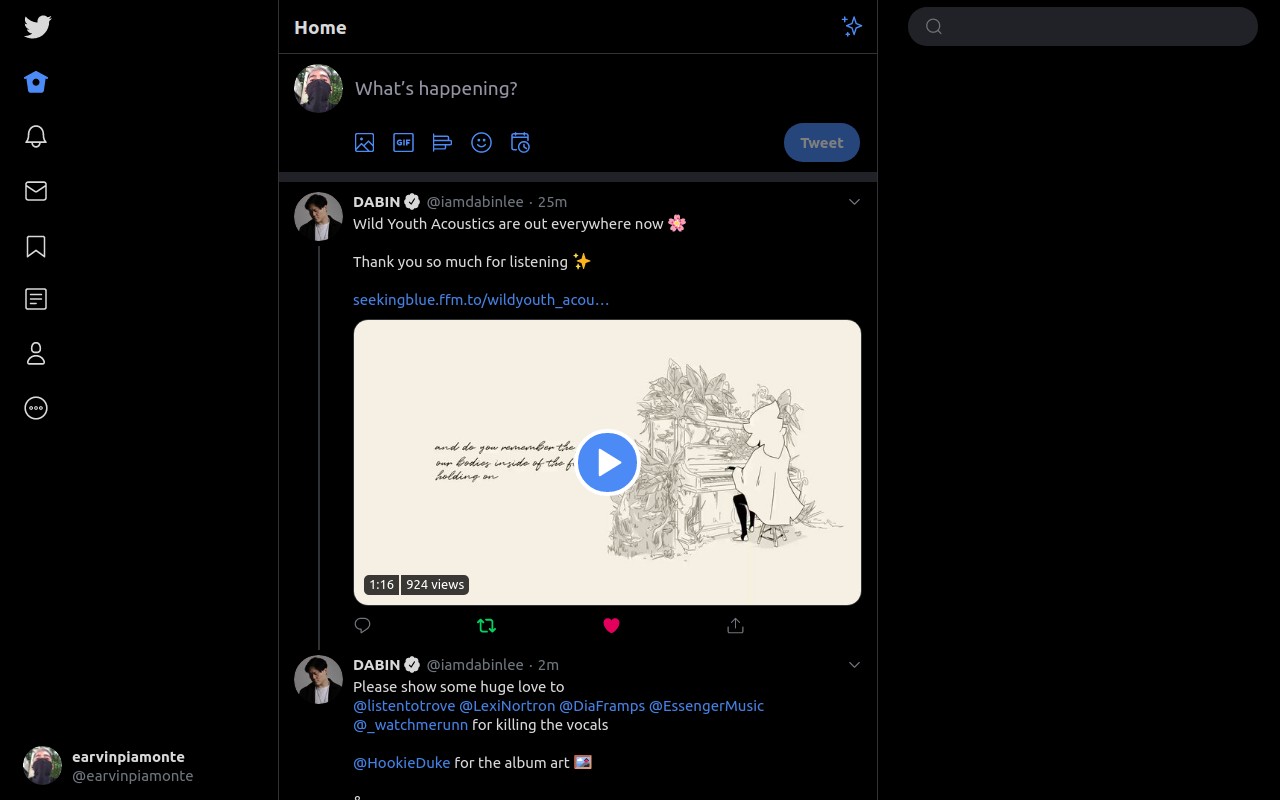 Home
What's happening?
GIF
Tweet
DABIN @iamdabinlee · 25m
Wild Youth Acoustics are out everywhere now 🌸
Thank you so much for listening ✨
seekingblue.ffm.to/wildyouth_acou…
and do you remember the
our bodies inside of the f
holding on
1:16 924 views
DABIN @iamdabinlee · 2m
Please show some huge love to
@listentotrove @LexiNortron @DiaFramps @EssengerMusic
@_watchmerunn for killing the vocals
@HookieDuke for the album art 🖼️
earvinpiamonte
@earvinpiamonte